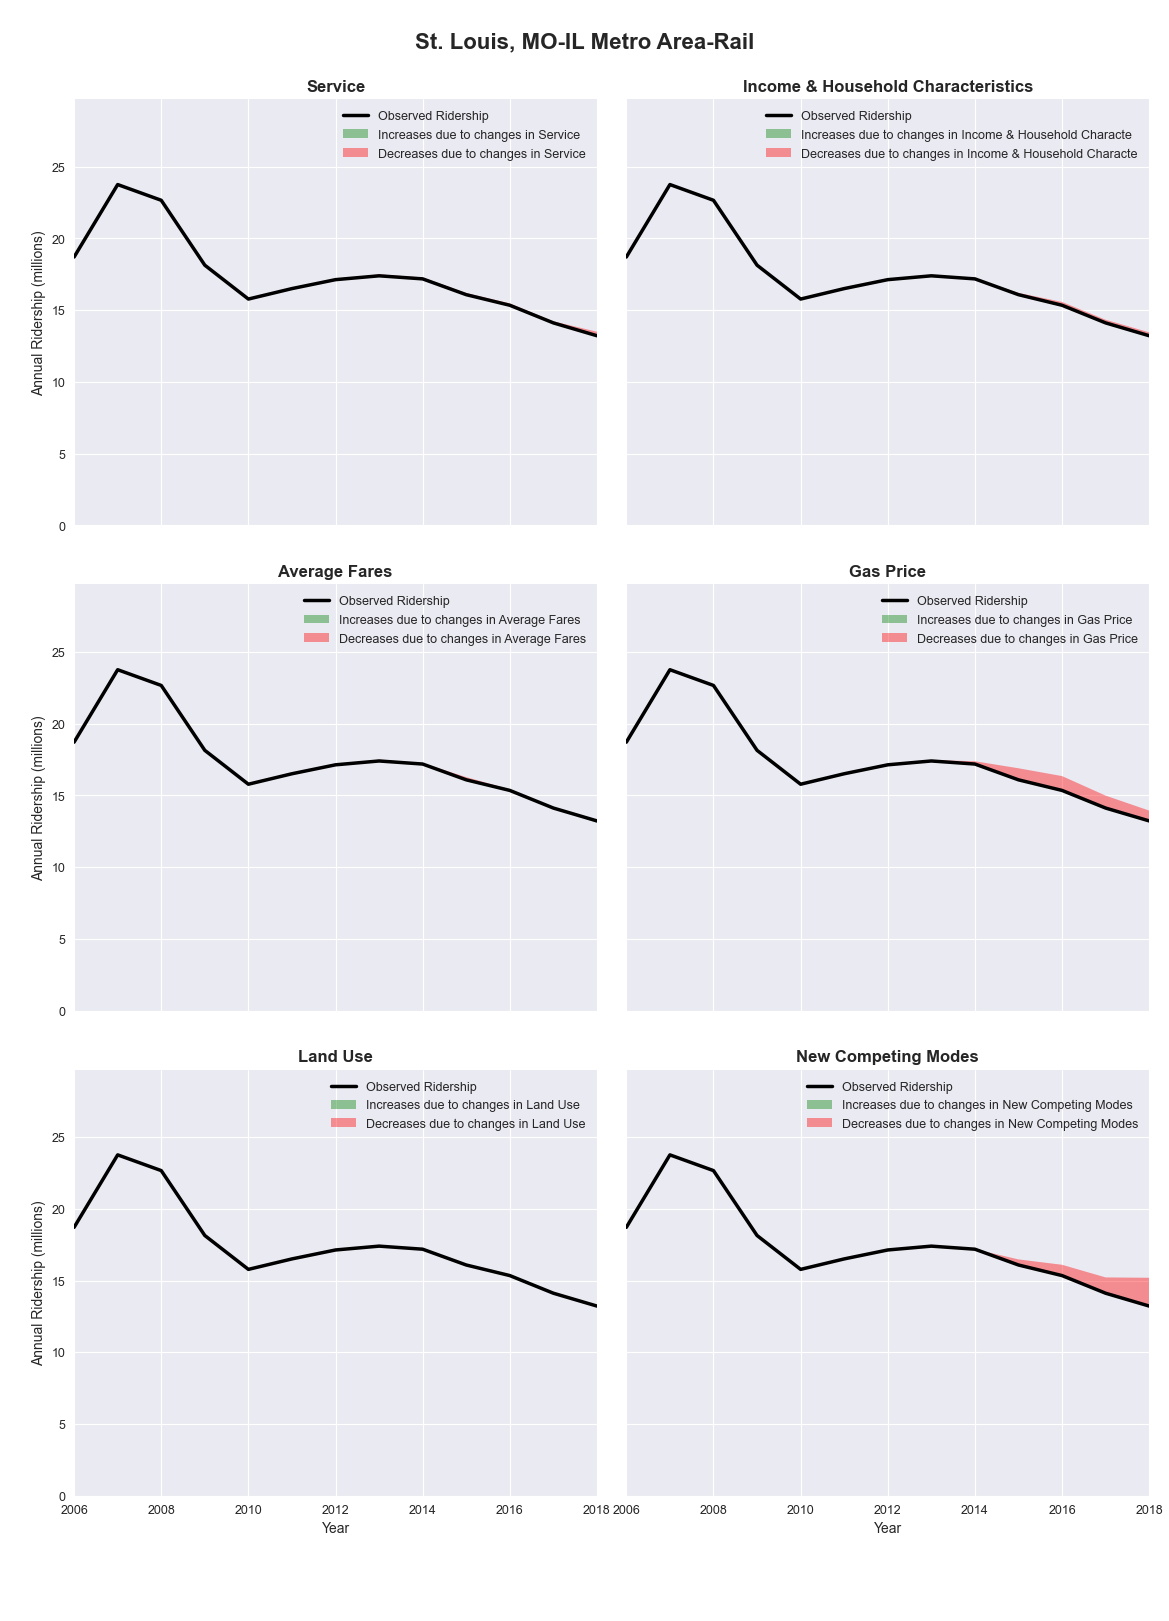 St. Louis, MO-IL Metro Area-Rail
Service
Observed Ridership
Increases due to changes in Service
Decreases due to changes in Service
25
20
15
10
5
0
Annual Ridership (millions)
Income & Household Characteristics
Observed Ridership
Increases due to changes in Income & Household Characte
Decreases due to changes in Income & Household Characte
Average Fares
Observed Ridership
Increases due to changes in Average Fares
Decreases due to changes in Average Fares
25
20
15
10
5
0
Annual Ridership (millions)
Gas Price
Observed Ridership
Increases due to changes in Gas Price
Decreases due to changes in Gas Price
Land Use
Observed Ridership
Increases due to changes in Land Use
Decreases due to changes in Land Use
25
20
15
10
5
0
Annual Ridership (millions)
2006 2008 2010 2012 2014 2016 2018
Year
New Competing Modes
Observed Ridership
Increases due to changes in New Competing Modes
Decreases due to changes in New Competing Modes
2006 2008 2010 2012 2014 2016 2018
Year